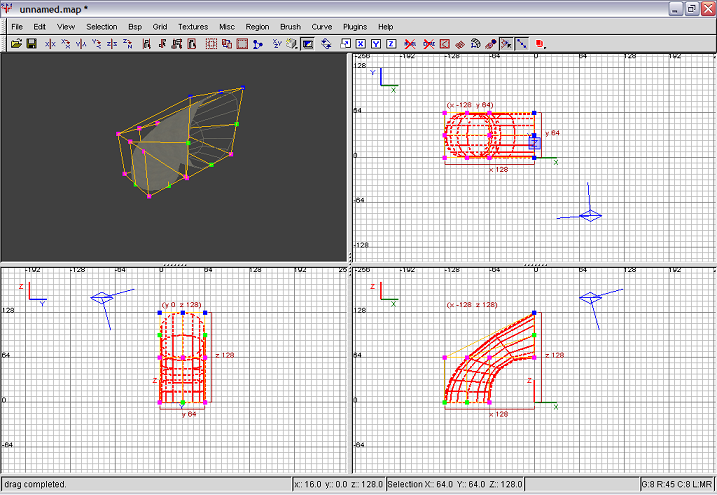 unnamed.map *
File Edit View Selection Bsp Grid Textures Misc Region Brush Curve Plugins Help
X Y Z
-256 -192 -128 -64 0 64 128
128
Y
X
(x -128 y 64)
64
y 64
Z
0
X
x 128
-64
-128
-192 -128 -64 0 64 128 192 25
Z
Y
(y 0 z 128)
128
64
z 128
Z
0
Y
y 64
-64
-256 -192 -128 -64 0 64 128
Z
X
(x -128 z 128)
128
64
z 128
Z
0
X
x 128
-64
drag completed.
x:: 16.0 y:: 0.0 z:: 128.0
Selection X:: 64.0 Y:: 64.0 Z:: 128.0
G:8 R:45 C:8 L:MR